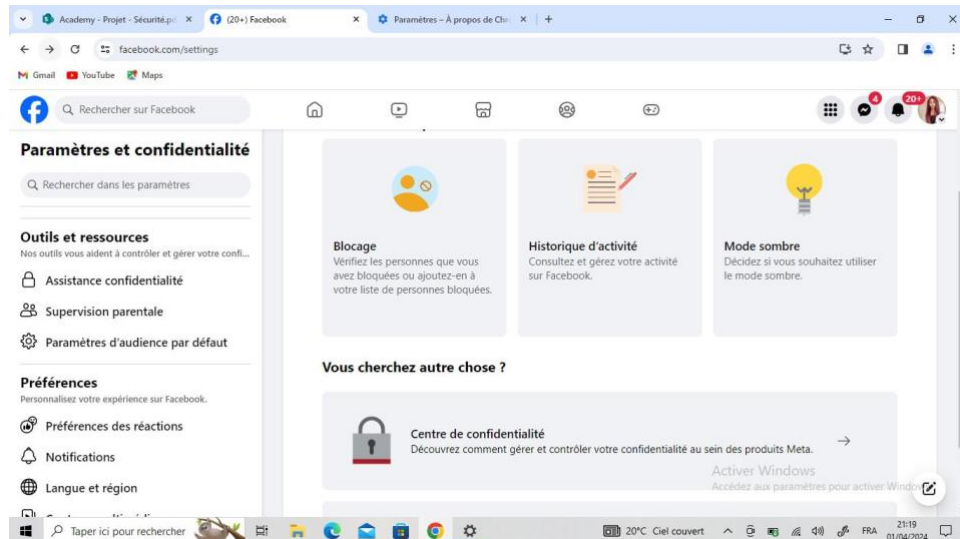 Academy - Projet - Sécurité.p
(20+) Facebook
Paramètres – À propos de Chr
facebook.com/settings
Gmail
YouTube
Maps
Rechercher sur Facebook
4
20+
Paramètres et confidentialité
Rechercher dans les paramètres
Outils et ressources
Nos outils vous aident à contrôler et gérer votre confi...
Assistance confidentialité
Supervision parentale
Paramètres d'audience par défaut
Préférences
Personnalisez votre expérience sur Facebook.
Préférences des réactions
Notifications
Langue et région
Blocage
Vérifiez les personnes que vous
avez bloquées ou ajoutez-en à
votre liste de personnes bloquées.
Historique d'activité
Consultez et gérez votre activité
sur Facebook.
Mode sombre
Décidez si vous souhaitez utiliser
le mode sombre.
Vous cherchez autre chose ?
Centre de confidentialité
Découvrez comment gérer et contrôler votre confidentialité au sein des produits Meta.
Activer Windows
Accédez aux paramètres pour activer Windo
Taper ici pour rechercher
20°C Ciel couvert
FRA
21:19
01/04/2024